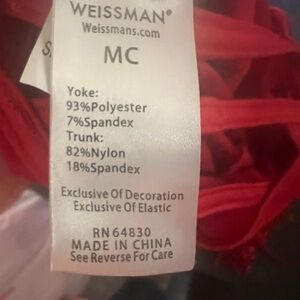 WEISSMAN®
Weissmans.com
MC
Yoke:
93%Polyester
7%Spandex
Trunk:
82%Nylon
18%Spandex
Exclusive Of Decoration
Exclusive Of Elastic
RN 64830
MADE IN CHINA
See Reverse For Care